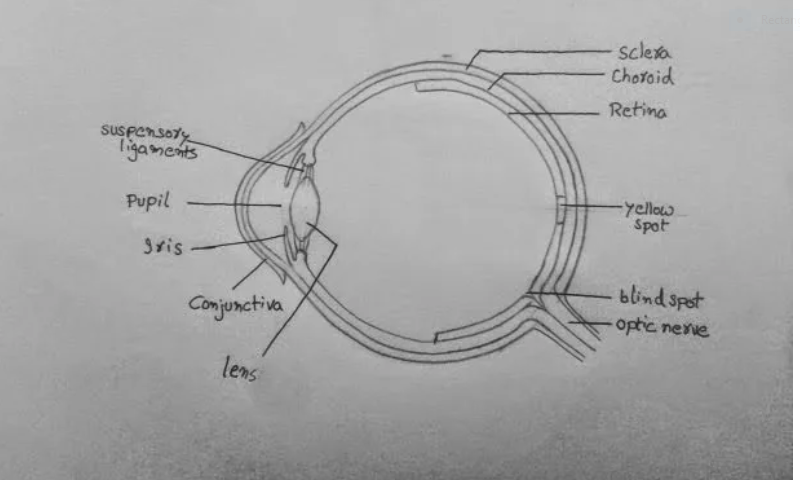 Sclera
Choroid
Retina
suspensory
ligaments
Pupil
yellow
spot
Iris
Conjunctiva
blind spot
optic nerve
lens